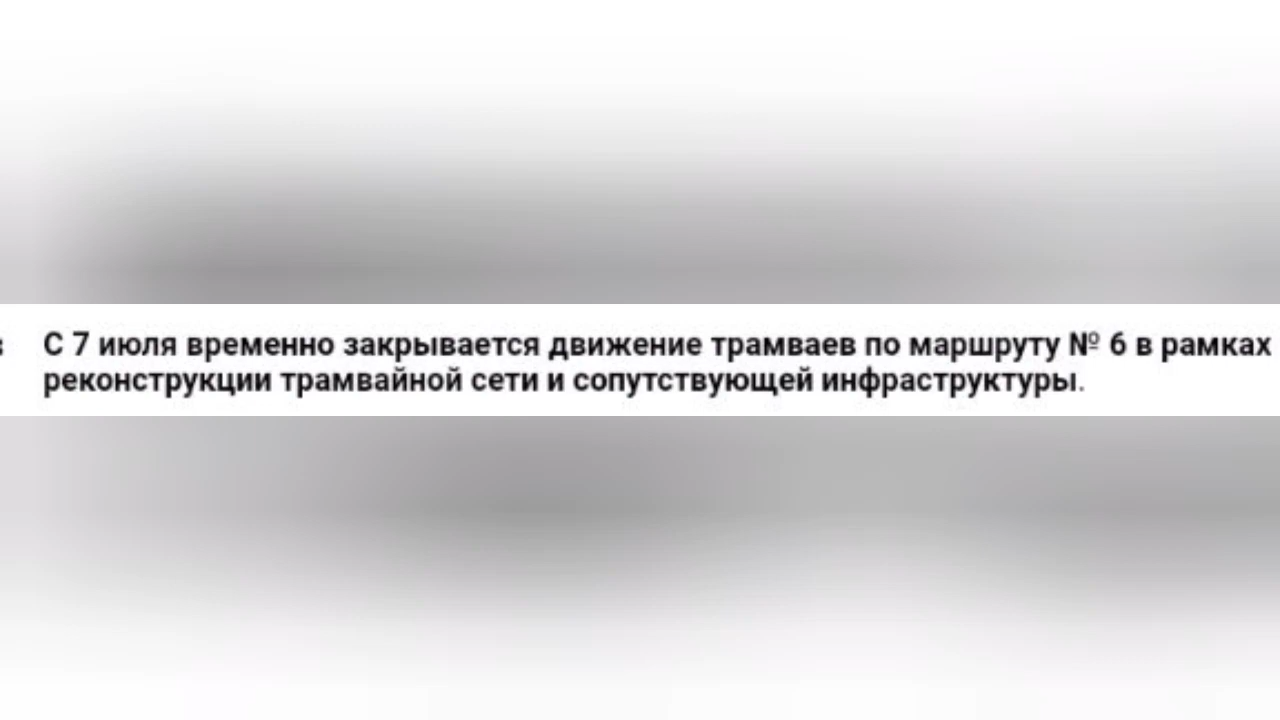 С 7 июля временно закрывается движение трамваев по маршруту № 6 в рамках
реконструкции трамвайной сети и сопутствующей инфраструктуры.